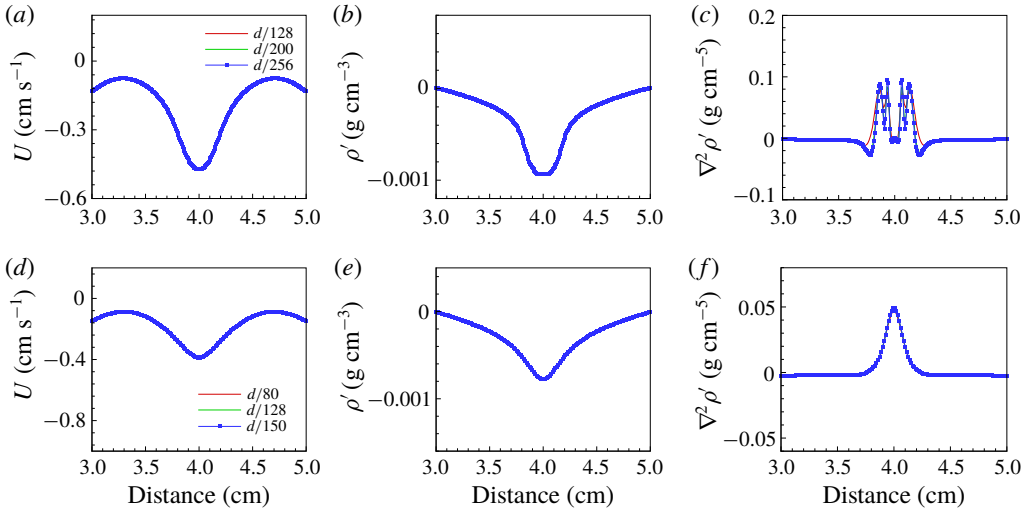 (a)
U (cm s⁻¹)
0
−0.3
−0.6
d/128
d/200
d/256
3.0 3.5 4.0 4.5 5.0
(b)
ρ′ (g cm⁻³)
0
−0.001
3.0 3.5 4.0 4.5 5.0
(c)
∇²ρ′ (g cm⁻⁵)
0.2
0.1
0
−0.1
3.0 3.5 4.0 4.5 5.0
(d)
U (cm s⁻¹)
0
−0.4
−0.8
d/80
d/128
d/150
3.0 3.5 4.0 4.5 5.0
Distance (cm)
(e)
ρ′ (g cm⁻³)
0
−0.001
3.0 3.5 4.0 4.5 5.0
Distance (cm)
(f)
∇²ρ′ (g cm⁻⁵)
0.05
0
−0.05
3.0 3.5 4.0 4.5 5.0
Distance (cm)